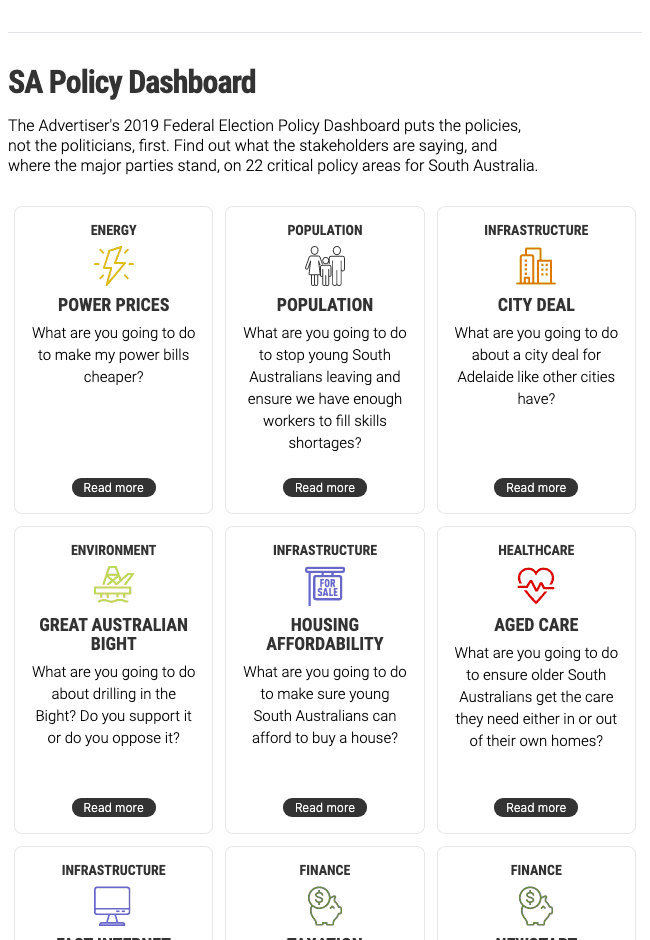 SA Policy Dashboard
The Advertiser's 2019 Federal Election Policy Dashboard puts the policies,
not the politicians, first. Find out what the stakeholders are saying, and
where the major parties stand, on 22 critical policy areas for South Australia.
ENERGY
POWER PRICES
What are you going to do
to make my power bills
cheaper?
Read more
POPULATION
POPULATION
What are you going to do
to stop young South
Australians leaving and
ensure we have enough
workers to fill skills
shortages?
Read more
INFRASTRUCTURE
CITY DEAL
What are you going to do
about a city deal for
Adelaide like other cities
have?
Read more
ENVIRONMENT
GREAT AUSTRALIAN
BIGHT
What are you going to do
about drilling in the
Bight? Do you support it
or do you oppose it?
Read more
INFRASTRUCTURE
FOR
SALE
HOUSING
AFFORDABILITY
What are you going to do
to make sure young
South Australians can
afford to buy a house?
Read more
HEALTHCARE
AGED CARE
What are you going to do
to ensure older South
Australians get the care
they need either in or out
of their own homes?
Read more
INFRASTRUCTURE
FAST INTERNET
FINANCE
$
TAXATION
FINANCE
$
NEWSTART